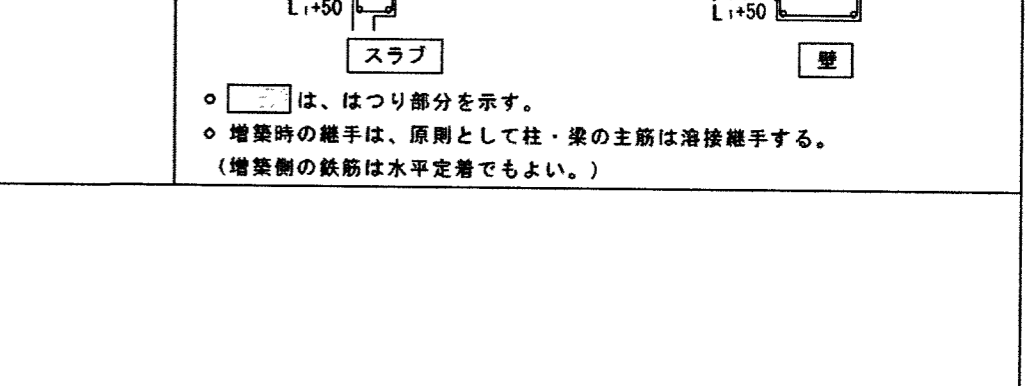 L₁+50 L₁+50
スラブ 壁
○ は、はつり部分を示す。
○ 増築時の継手は、原則として柱・梁の主筋は溶接継手する。
(増築側の鉄筋は水平定着でもよい。)